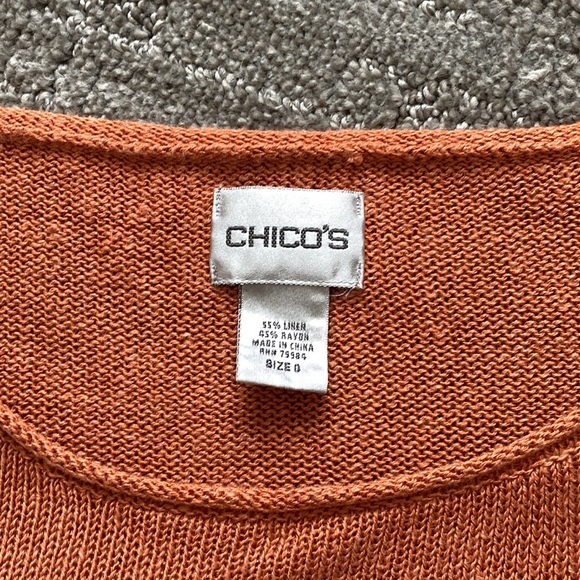 CHICO'S
55% LINEN
45% RAYON
MADE IN CHINA
RN# 79984
SIZE 0